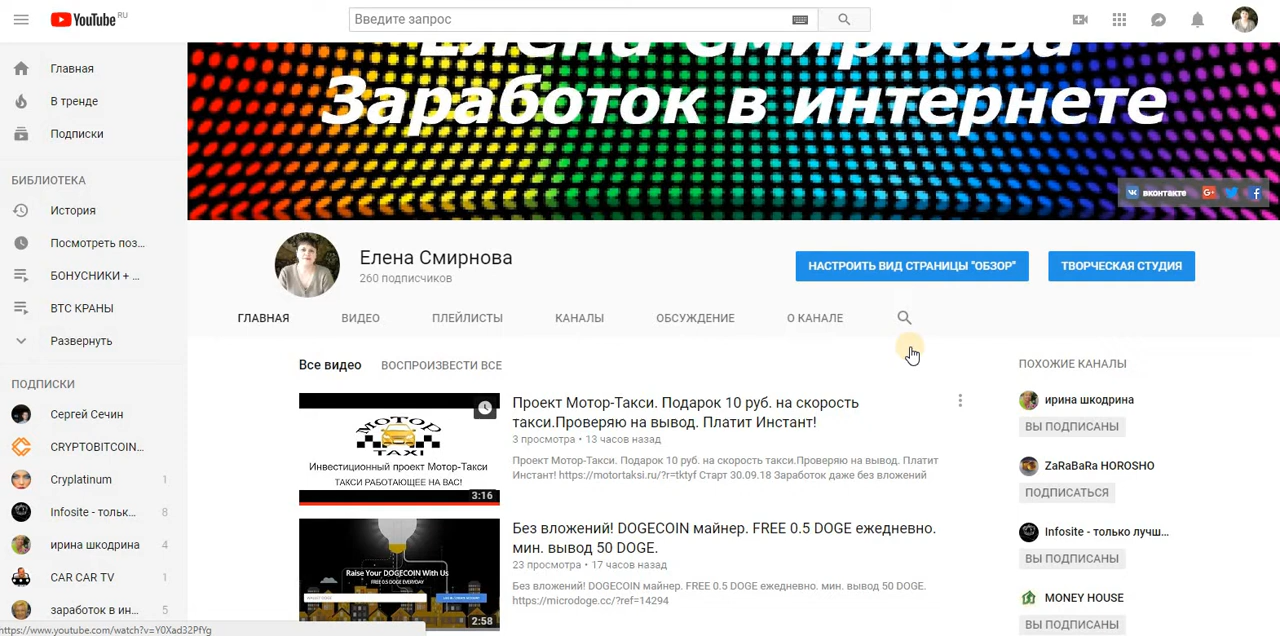 YouTube RU
Введите запрос
Елена Смирнова
Заработок в интернете
вконтакте
Главная
В тренде
Подписки
БИБЛИОТЕКА
История
Посмотреть поз...
БОНУСНИКИ + ...
BTC КРАНЫ
Развернуть
ПОДПИСКИ
Сергей Сечин
CRYPTOBITCOIN...
Cryplatinum 1
Infosite - тольк... 8
ирина шкодрина 4
CAR CAR TV 1
заработок в ин... 5
https://www.youtube.com/watch?v=Y0Xad32PfYg
Елена Смирнова
260 подписчиков
НАСТРОИТЬ ВИД СТРАНИЦЫ "ОБЗОР"
ТВОРЧЕСКАЯ СТУДИЯ
ГЛАВНАЯ ВИДЕО ПЛЕЙЛИСТЫ КАНАЛЫ ОБСУЖДЕНИЕ О КАНАЛЕ
Все видео ВОСПРОИЗВЕСТИ ВСЕ
МОТОР
TAXI
Инвестиционный проект Мотор-Такси
ТАКСИ РАБОТАЮЩЕЕ НА ВАС!
3:16
Проект Мотор-Такси. Подарок 10 руб. на скорость
такси.Проверяю на вывод. Платит Инстант!
3 просмотра • 13 часов назад
Проект Мотор-Такси. Подарок 10 руб. на скорость такси.Проверяю на вывод. Платит
Инстант! https://motortaksi.ru/?r=tktyf Старт 30.09.18 Заработок даже без вложений
Raise Your DOGECOIN With Us
FREE 0.5 DOGE EVERYDAY
2:58
Без вложений! DOGECOIN майнер. FREE 0.5 DOGE ежедневно.
мин. вывод 50 DOGE.
23 просмотра • 17 часов назад
Без вложений! DOGECOIN майнер. FREE 0.5 DOGE ежедневно. мин. вывод 50 DOGE.
https://microdoge.cc/?ref=14294
ПОХОЖИЕ КАНАЛЫ
ирина шкодрина
ВЫ ПОДПИСАНЫ
ZaRaBaRa HOROSHO
ПОДПИСАТЬСЯ
Infosite - только лучш...
ВЫ ПОДПИСАНЫ
MONEY HOUSE
ВЫ ПОДПИСАНЫ